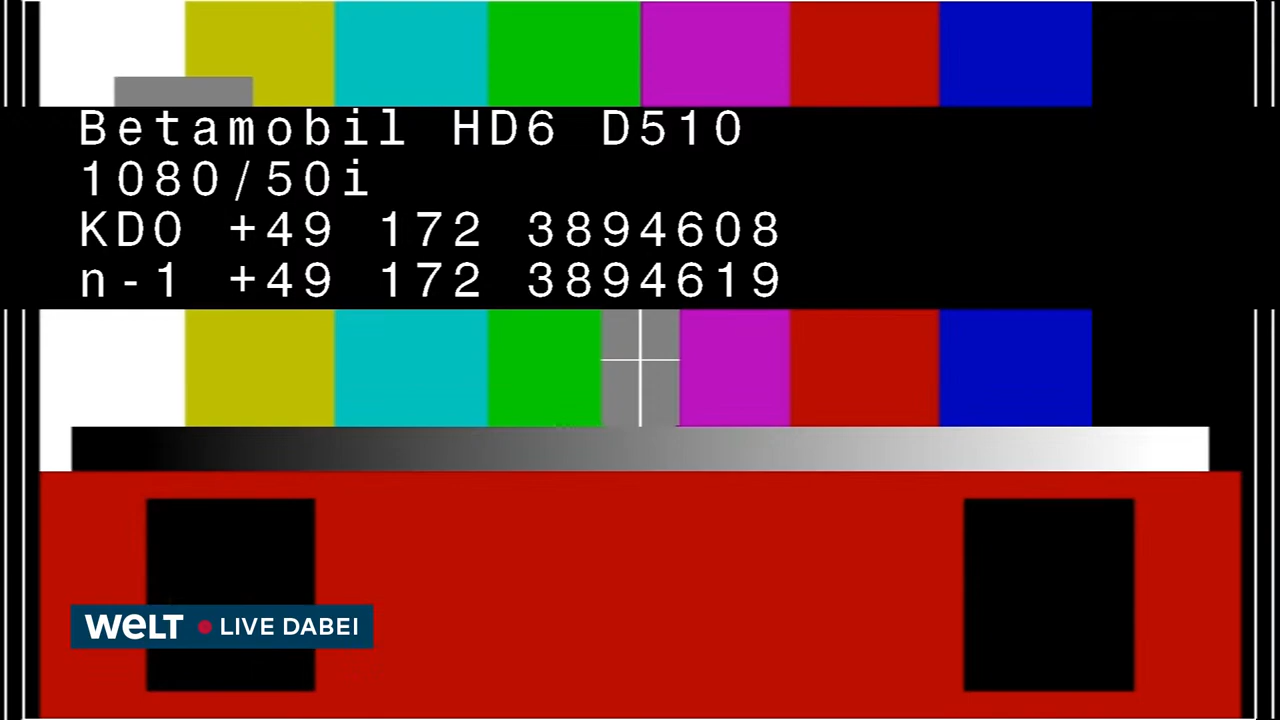 Betamobil HD6 D510
1080/50i
KDO +49 172 3894608
n-1 +49 172 3894619
WELT LIVE DABEI